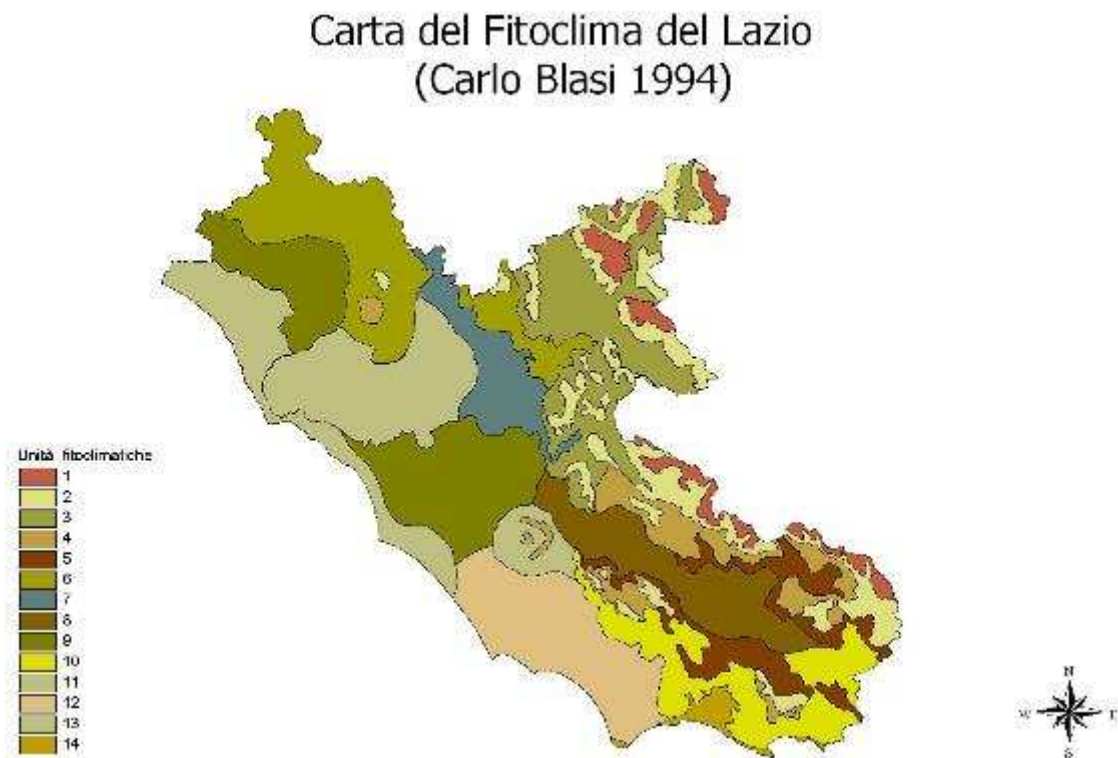 Carta del Fitoclima del Lazio
(Carlo Blasi 1994)
Unità fitoclimatiche
1
2
3
4
5
6
7
8
9
10
11
12
13
14
N
W E
S